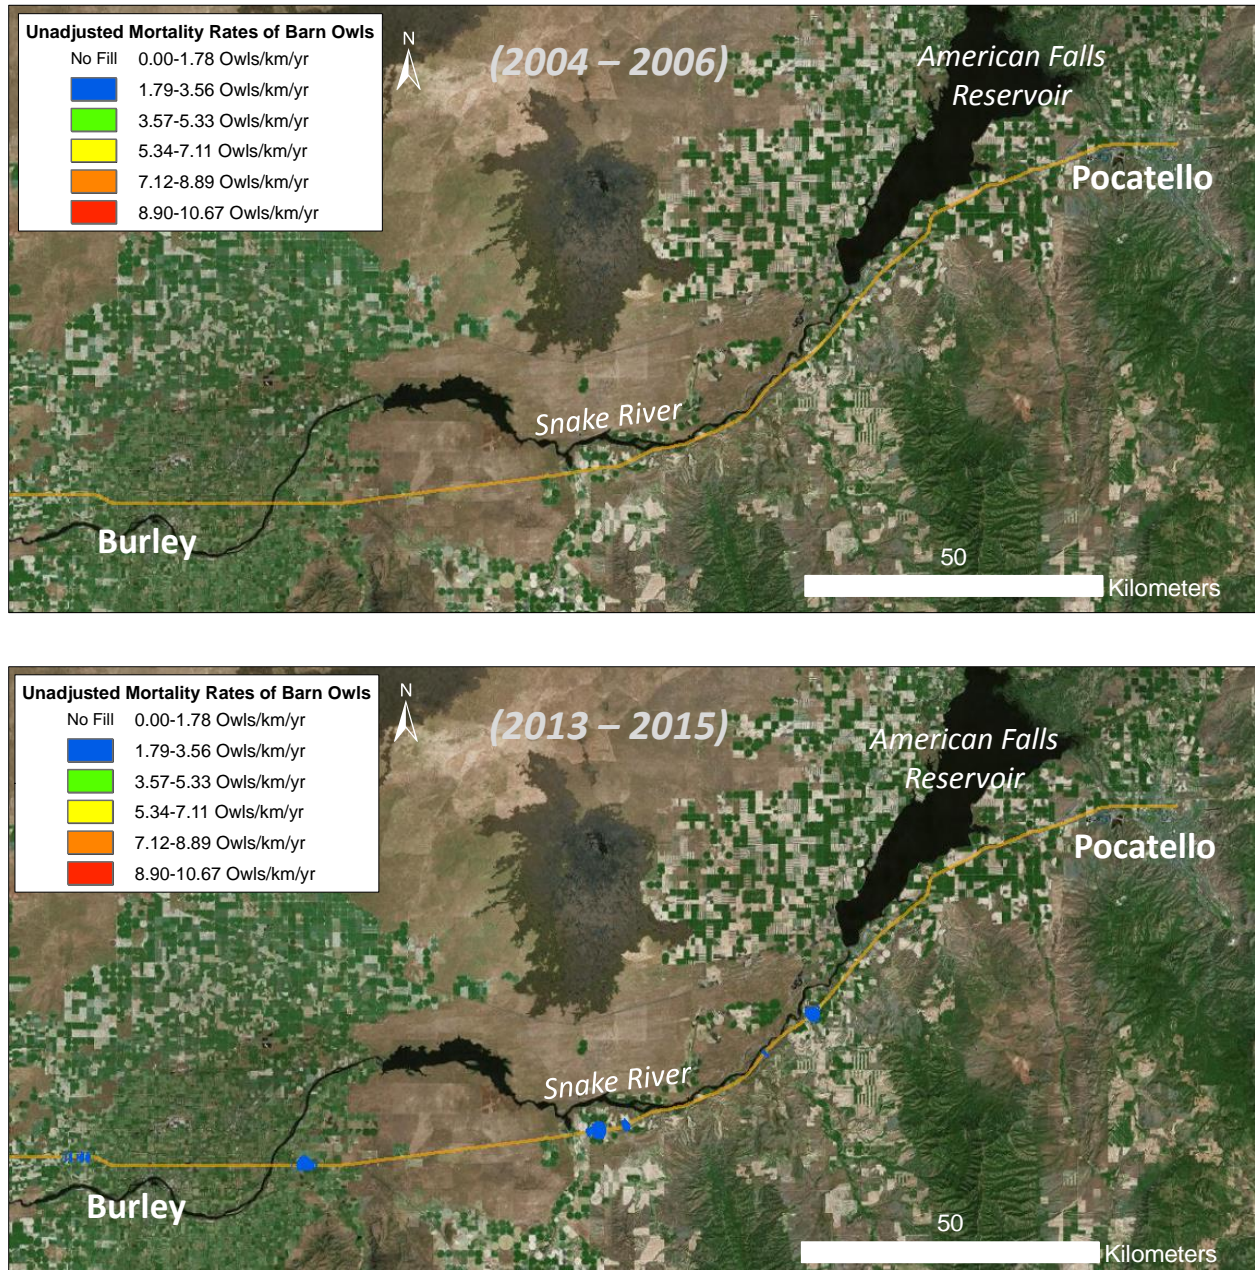 Unadjusted Mortality Rates of Barn Owls
No Fill 0.00-1.78 Owls/km/yr
1.79-3.56 Owls/km/yr
3.57-5.33 Owls/km/yr
5.34-7.11 Owls/km/yr
7.12-8.89 Owls/km/yr
8.90-10.67 Owls/km/yr
N
(2004 – 2006)
American Falls
Reservoir
Pocatello
Snake River
Burley
50
Kilometers
Unadjusted Mortality Rates of Barn Owls
No Fill 0.00-1.78 Owls/km/yr
1.79-3.56 Owls/km/yr
3.57-5.33 Owls/km/yr
5.34-7.11 Owls/km/yr
7.12-8.89 Owls/km/yr
8.90-10.67 Owls/km/yr
N
(2013 – 2015)
American Falls
Reservoir
Pocatello
Snake River
Burley
50
Kilometers